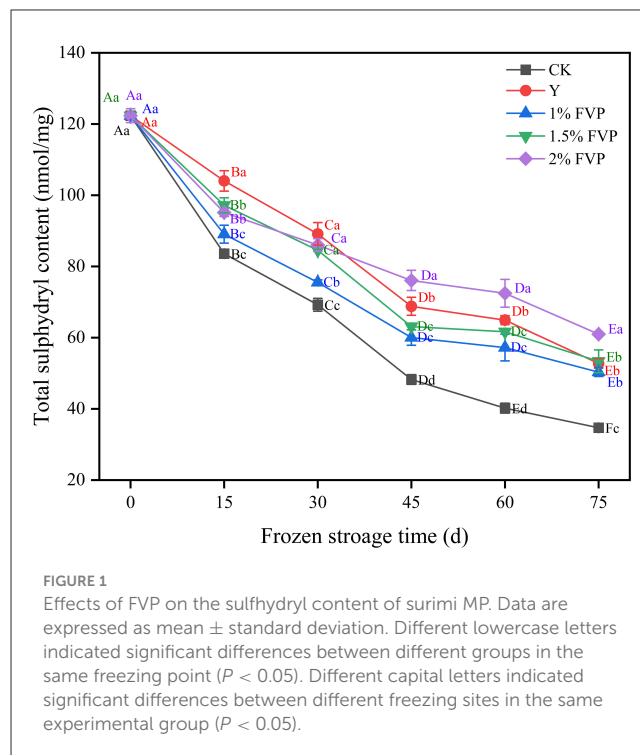 140
120
100
80
60
40
20
Total sulphydryl content (nmol/mg)
CK
Y
1% FVP
1.5% FVP
2% FVP
Aa Aa
Aa
Aa Aa
Ba
Bb
Bb
Bc
Bc
Ca
Ca
Ca
Cb
Cc
Da
Db
Dc
Dc
Dd
Da
Db
Dc
Dc
Ed
Ea
Eb
Eb
Eb
Fc
0 15 30 45 60 75
Frozen stroage time (d)
FIGURE 1
Effects of FVP on the sulfhydryl content of surimi MP. Data are
expressed as mean ± standard deviation. Different lowercase letters
indicated significant differences between different groups in the
same freezing point (P < 0.05). Different capital letters indicated
significant differences between different freezing sites in the same
experimental group (P < 0.05).